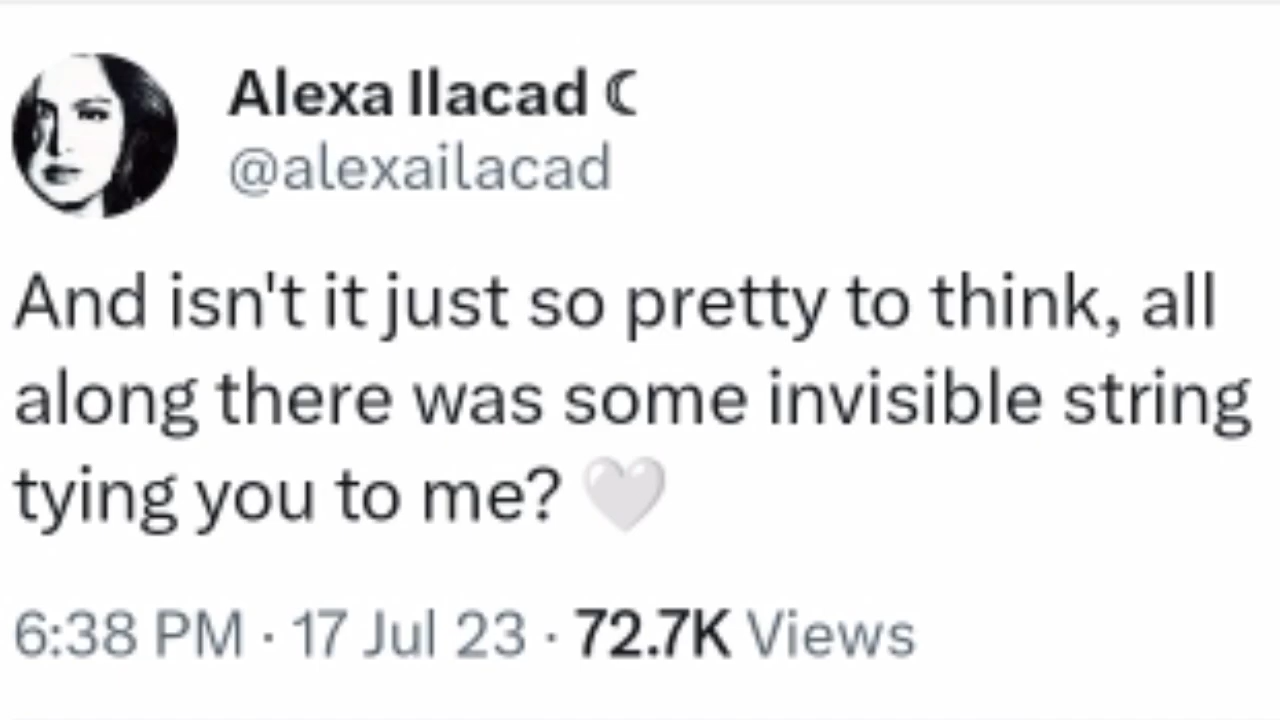 Alexa Ilacad ☾
@alexailacad
And isn't it just so pretty to think, all
along there was some invisible string
tying you to me? 🤍
6:38 PM · 17 Jul 23 · 72.7K Views